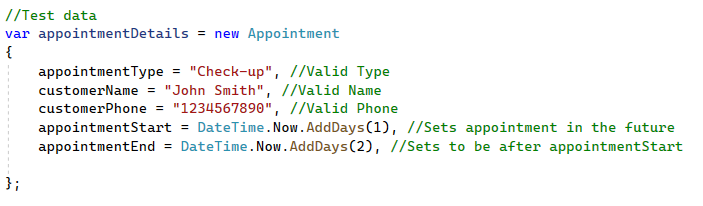 //Test data
var appointmentDetails = new Appointment
{
appointmentType = "Check-up", //Valid Type
customerName = "John Smith", //Valid Name
customerPhone = "1234567890", //Valid Phone
appointmentStart = DateTime.Now.AddDays(1), //Sets appointment in the future
appointmentEnd = DateTime.Now.AddDays(2), //Sets to be after appointmentStart
};